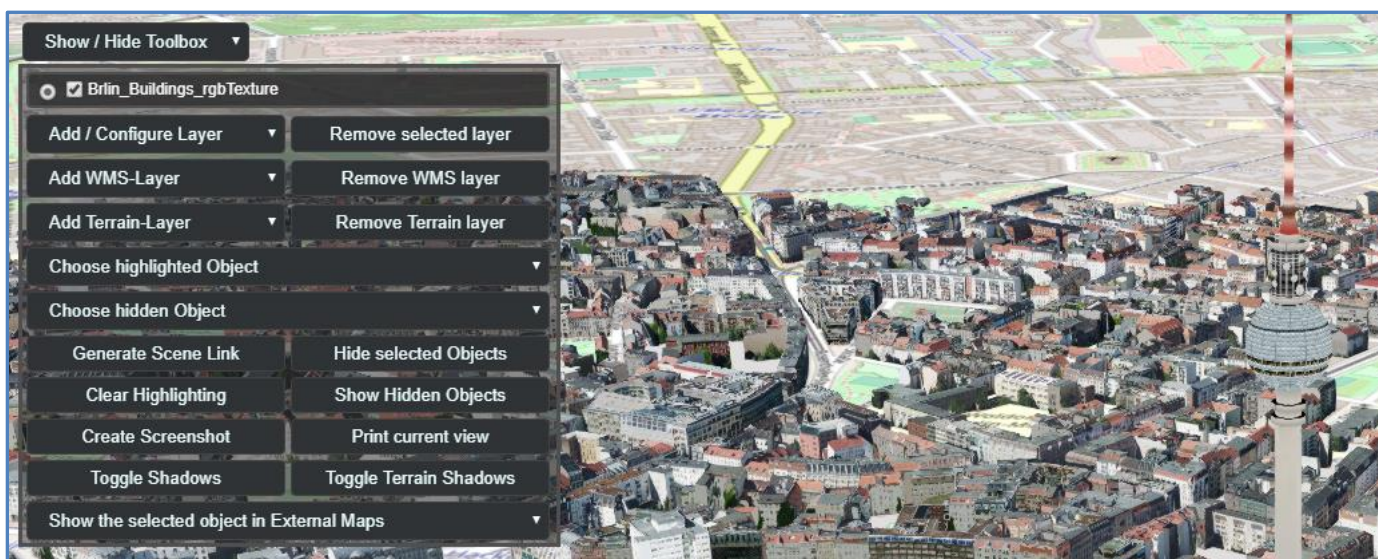 Show / Hide Toolbox ▼
Brlin_Buildings_rgbTexture
Add / Configure Layer ▼ Remove selected layer
Add WMS-Layer ▼ Remove WMS layer
Add Terrain-Layer ▼ Remove Terrain layer
Choose highlighted Object ▼
Choose hidden Object ▼
Generate Scene Link Hide selected Objects
Clear Highlighting Show Hidden Objects
Create Screenshot Print current view
Toggle Shadows Toggle Terrain Shadows
Show the selected object in External Maps ▼